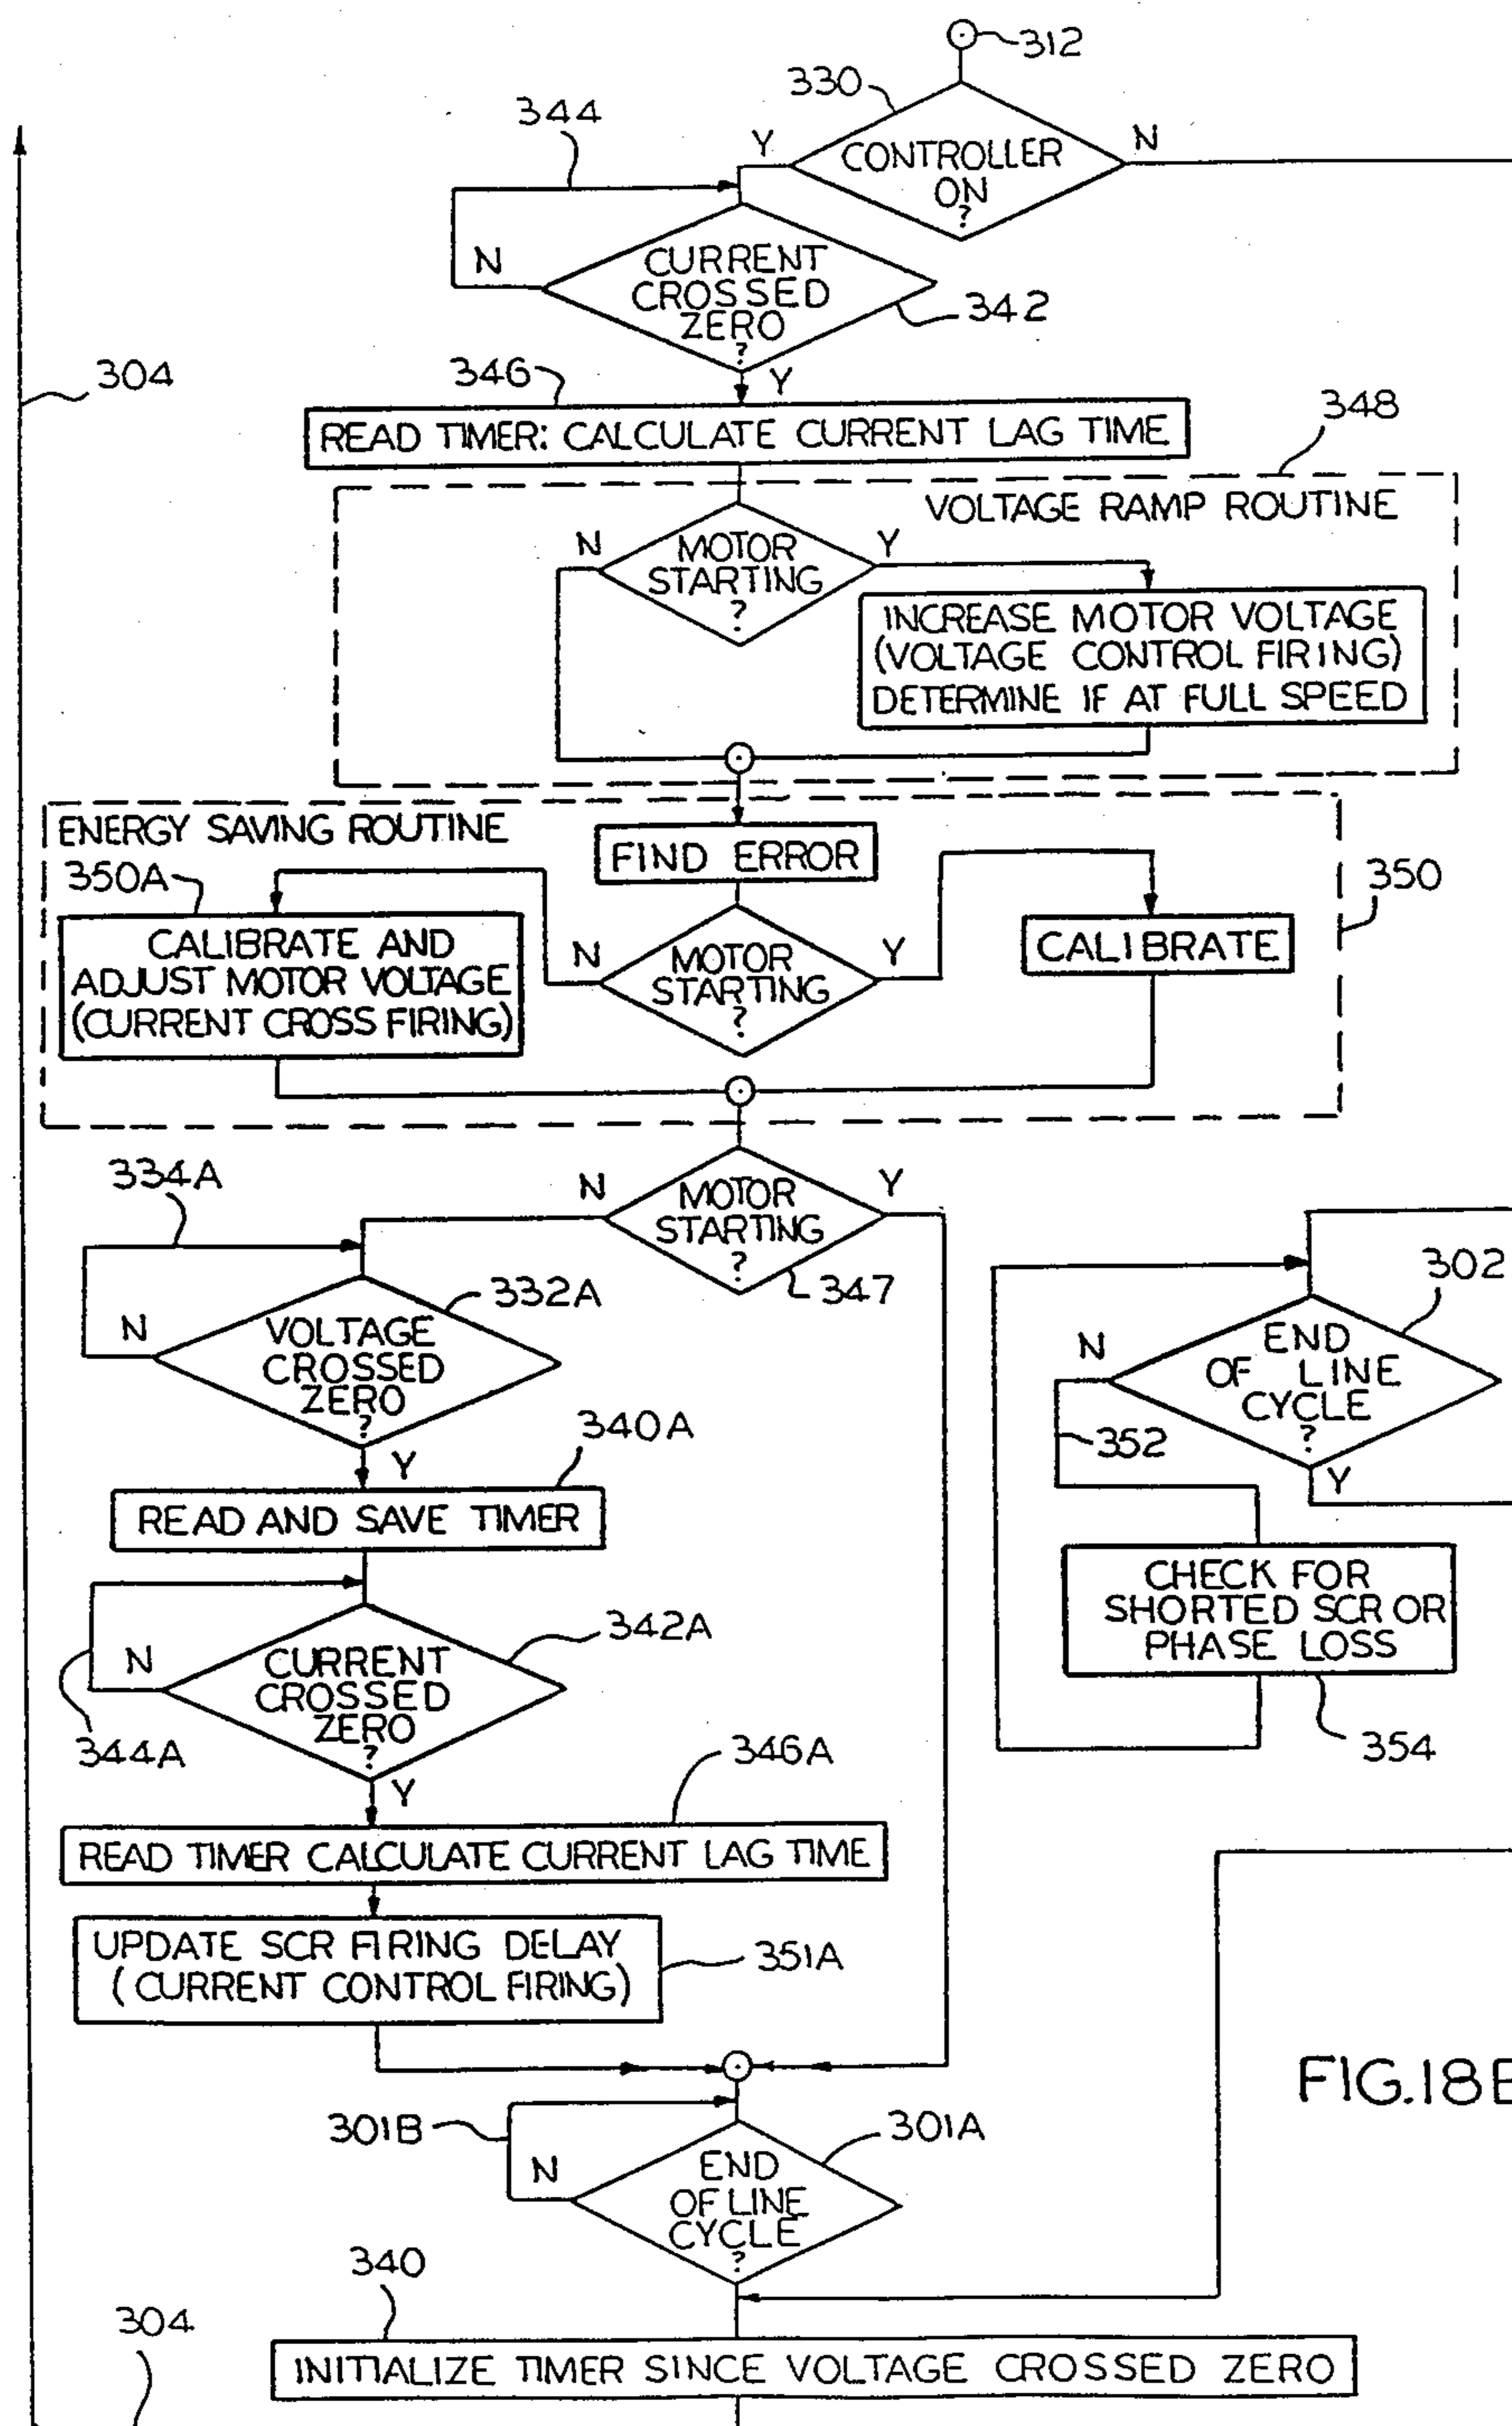 312
330
344
Y
N
CONTROLLER
ON
?
N
CURRENT
CROSSED
ZERO
?
342
304
346
Y
READ TIMER: CALCULATE CURRENT LAG TIME
348
VOLTAGE RAMP ROUTINE
N
MOTOR
STARTING
?
Y
INCREASE MOTOR VOLTAGE
(VOLTAGE CONTROL FIRING)
DETERMINE IF AT FULL SPEED
ENERGY SAVING ROUTINE
FIND ERROR
350A
350
CALIBRATE AND
ADJUST MOTOR VOLTAGE
(CURRENT CROSS FIRING)
N
MOTOR
STARTING
?
Y
CALIBRATE
334A
N
MOTOR
STARTING
?
Y
347
332A
N
VOLTAGE
CROSSED
ZERO
?
Y
302
N
END
OF LINE
CYCLE
?
Y
352
340A
READ AND SAVE TIMER
CHECK FOR
SHORTED SCR OR
PHASE LOSS
354
342A
N
CURRENT
CROSSED
ZERO
?
344A
Y
346A
READ TIMER CALCULATE CURRENT LAG TIME
UPDATE SCR FIRING DELAY
(CURRENT CONTROL FIRING)
351A
FIG.18B
301B
N
301A
END
OF LINE
CYCLE
?
340
304
INITIALIZE TIMER SINCE VOLTAGE CROSSED ZERO